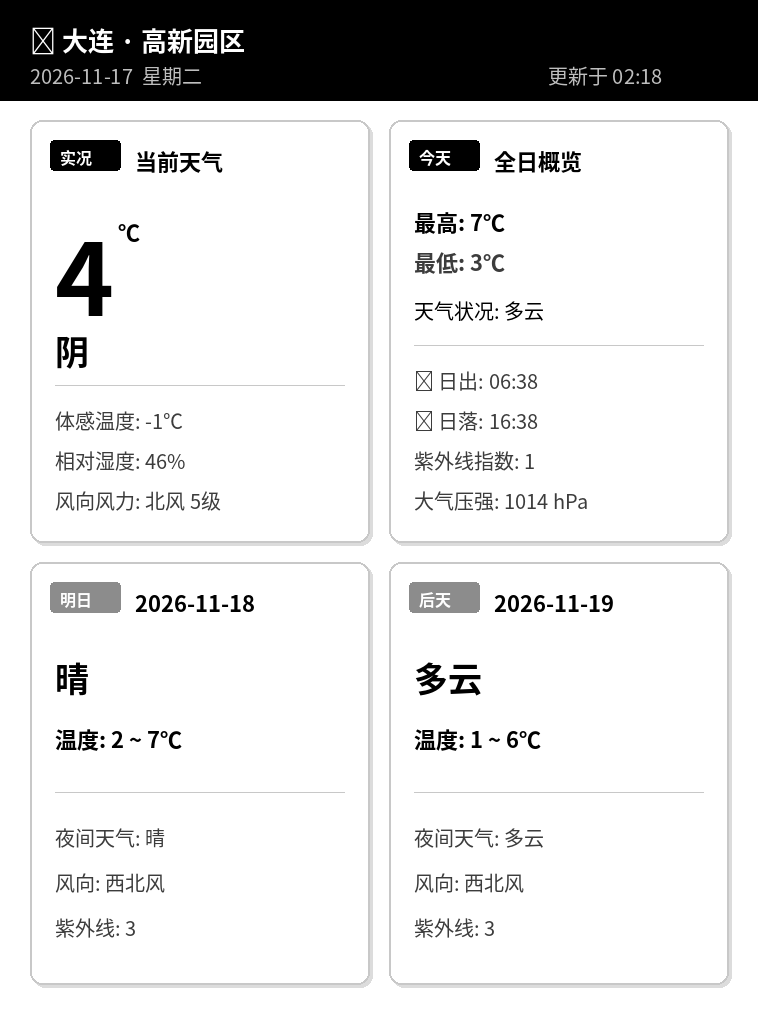 大连 · 高新园区
2026-11-17 星期二
更新于 02:18
实况 当前天气
4℃
阴
体感温度: -1℃
相对湿度: 46%
风向风力: 北风 5级
今天 全日概览
最高: 7℃
最低: 3℃
天气状况: 多云
日出: 06:38
日落: 16:38
紫外线指数: 1
大气压强: 1014 hPa
明日 2026-11-18
晴
温度: 2 ~ 7℃
夜间天气: 晴
风向: 西北风
紫外线: 3
后天 2026-11-19
多云
温度: 1 ~ 6℃
夜间天气: 多云
风向: 西北风
紫外线: 3